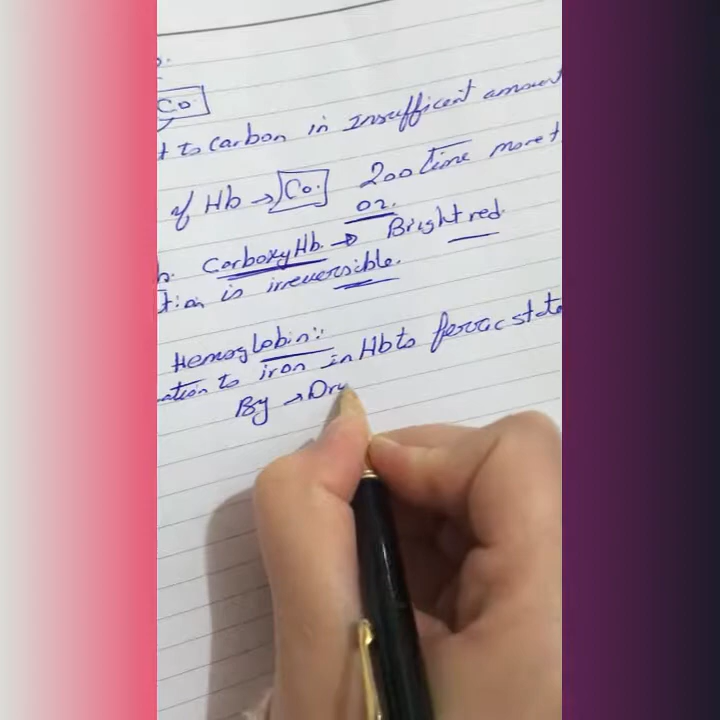 Co.
t to carbon in Insufficent amount
of Hb → Co. 200 time more t
O2.
b. CarboxyHb. → Bright red.
tion is irreversible.
Hemoglobin::
ation to iron in Hb to ferric state
By → Dru